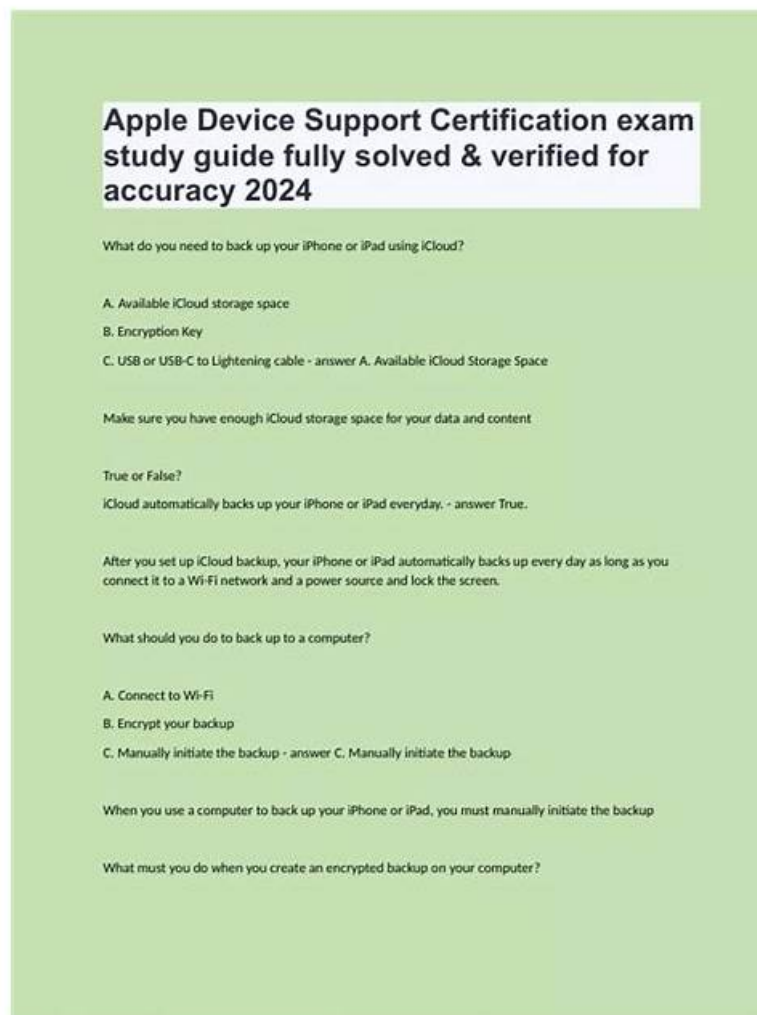 Apple Device Support Certification exam
study guide fully solved & verified for
accuracy 2024
What do you need to back up your iPhone or iPad using iCloud?
A. Available iCloud storage space
B. Encryption Key
C. USB or USB-C to Lightening cable - answer A. Available iCloud Storage Space
Make sure you have enough iCloud storage space for your data and content
True or False?
iCloud automatically backs up your iPhone or iPad everyday. - answer True.
After you set up iCloud backup, your iPhone or iPad automatically backs up every day as long as you
connect it to a Wi-Fi network and a power source and lock the screen.
What should you do to back up to a computer?
A. Connect to Wi-Fi
B. Encrypt your backup
C. Manually initiate the backup - answer C. Manually initiate the backup
When you use a computer to back up your iPhone or iPad, you must manually initiate the backup
What must you do when you create an encrypted backup on your computer?